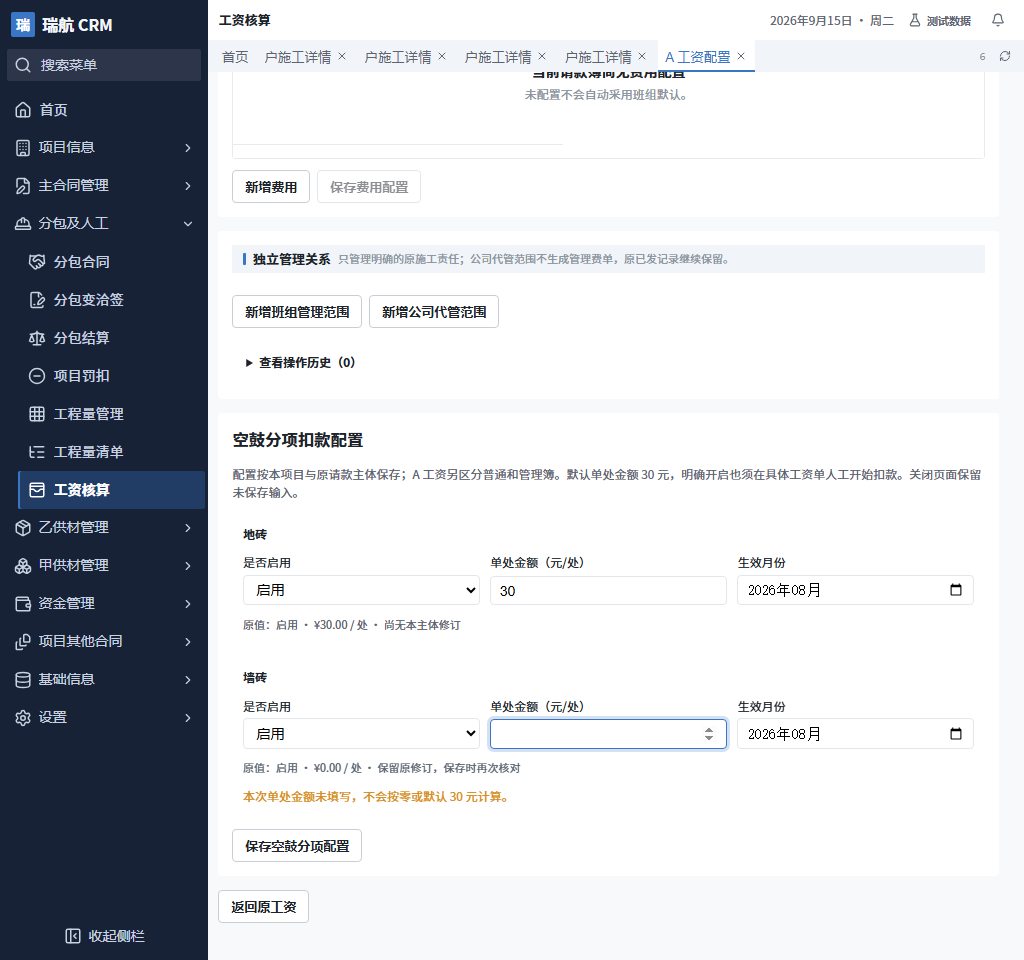 瑞 瑞航 CRM
搜索菜单
首页
项目信息
主合同管理
分包及人工
分包合同
分包变洽签
分包结算
项目罚扣
工程量管理
工程量清单
工资核算
乙供材管理
甲供材管理
资金管理
项目其他合同
基础信息
设置
收起侧栏
工资核算
2026年9月15日 · 周二 测试数据
首页 户施工详情 × 户施工详情 × 户施工详情 × 户施工详情 × A 工资配置 × 6
当前请款簿尚无费用配置
未配置不会自动采用班组默认。
新增费用 保存费用配置
独立管理关系 只管理明确的原施工责任；公司代管范围不生成管理费单，原已发记录继续保留。
新增班组管理范围 新增公司代管范围
▶ 查看操作历史（0）
空鼓分项扣款配置
配置按本项目与原请款主体保存；A 工资另区分普通和管理簿。默认单处金额 30 元，明确开启也须在具体工资单人工开始扣款。关闭页面保留
未保存输入。
地砖
是否启用 单处金额（元/处） 生效月份
启用 30 2026年08月
原值：启用 · ¥30.00 / 处 · 尚无本主体修订
墙砖
是否启用 单处金额（元/处） 生效月份
启用 2026年08月
原值：启用 · ¥0.00 / 处 · 保留原修订，保存时再次核对
本次单处金额未填写，不会按零或默认 30 元计算。
保存空鼓分项配置
返回原工资